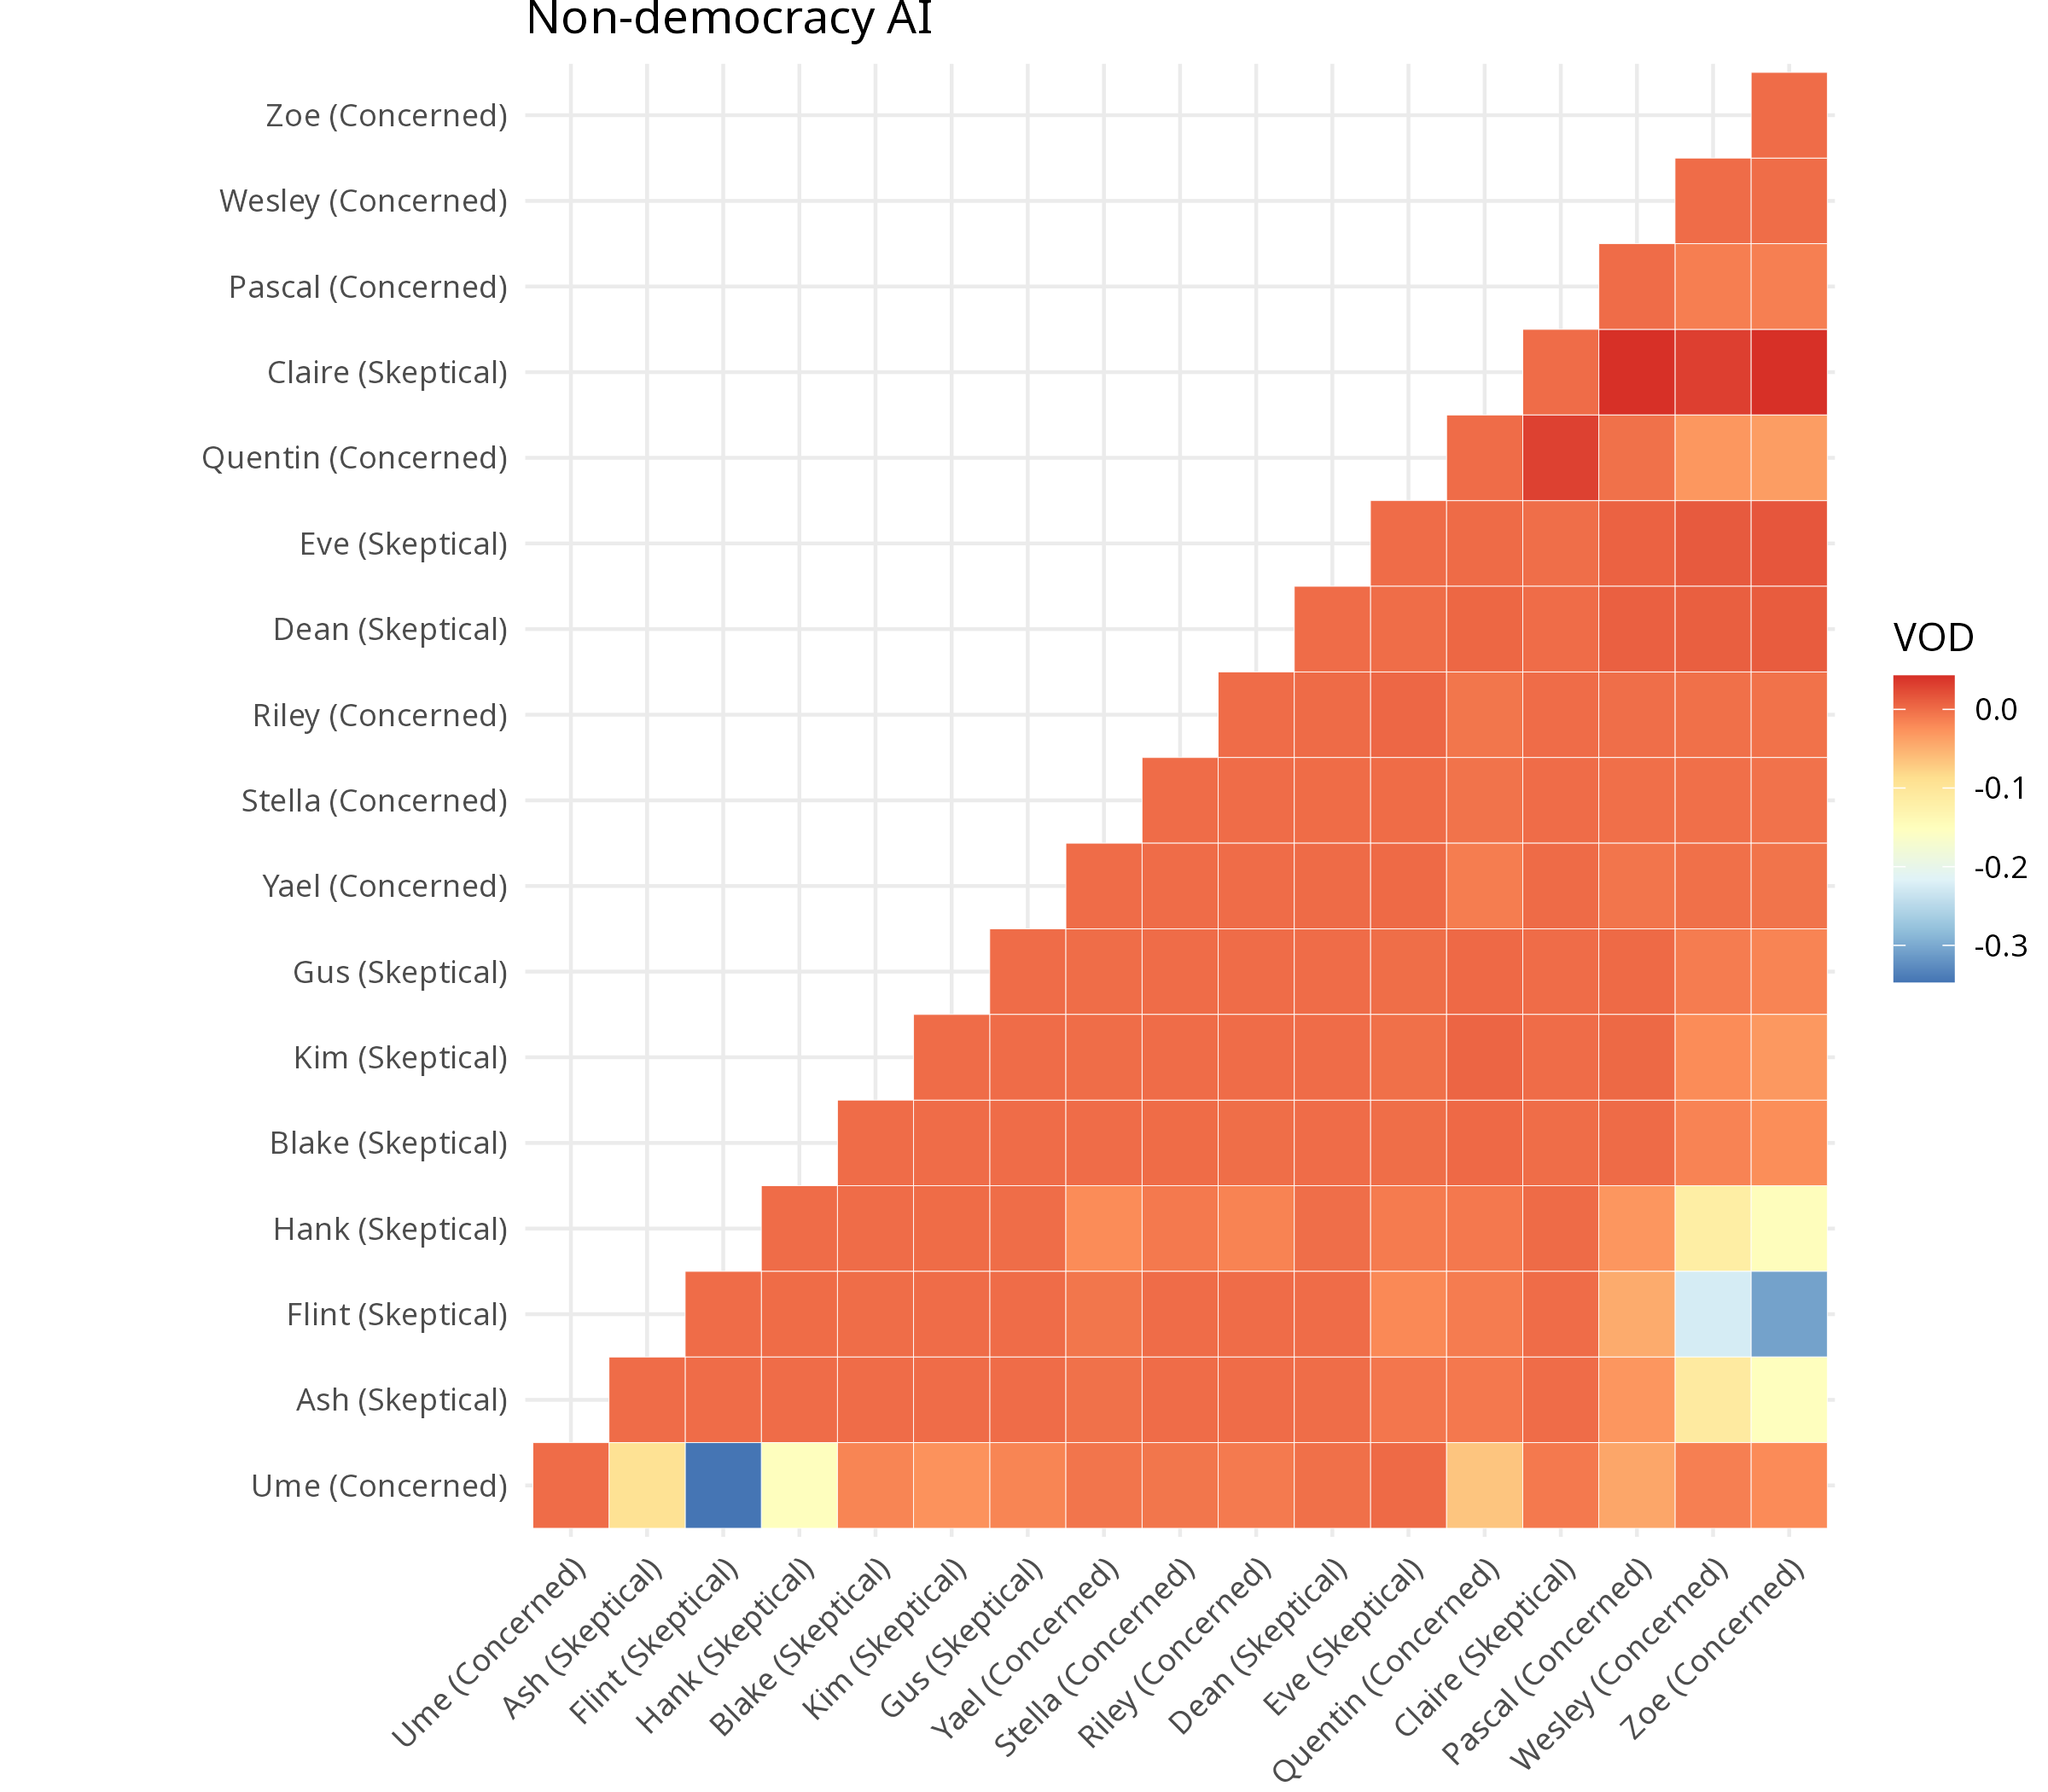 Non-democracy AI
Zoe (Concerned)
Wesley (Concerned)
Pascal (Concerned)
Claire (Skeptical)
Quentin (Concerned)
Eve (Skeptical)
Dean (Skeptical)
Riley (Concerned)
Stella (Concerned)
Yael (Concerned)
Gus (Skeptical)
Kim (Skeptical)
Blake (Skeptical)
Hank (Skeptical)
Flint (Skeptical)
Ash (Skeptical)
Ume (Concerned)
Ume (Concerned)
Ash (Skeptical)
Flint (Skeptical)
Hank (Skeptical)
Blake (Skeptical)
Kim (Skeptical)
Gus (Skeptical)
Yael (Concerned)
Stella (Concerned)
Riley (Concerned)
Dean (Skeptical)
Eve (Skeptical)
Quentin (Concerned)
Claire (Skeptical)
Pascal (Concerned)
Wesley (Concerned)
Zoe (Concerned)
VOD
0.0
-0.1
-0.2
-0.3